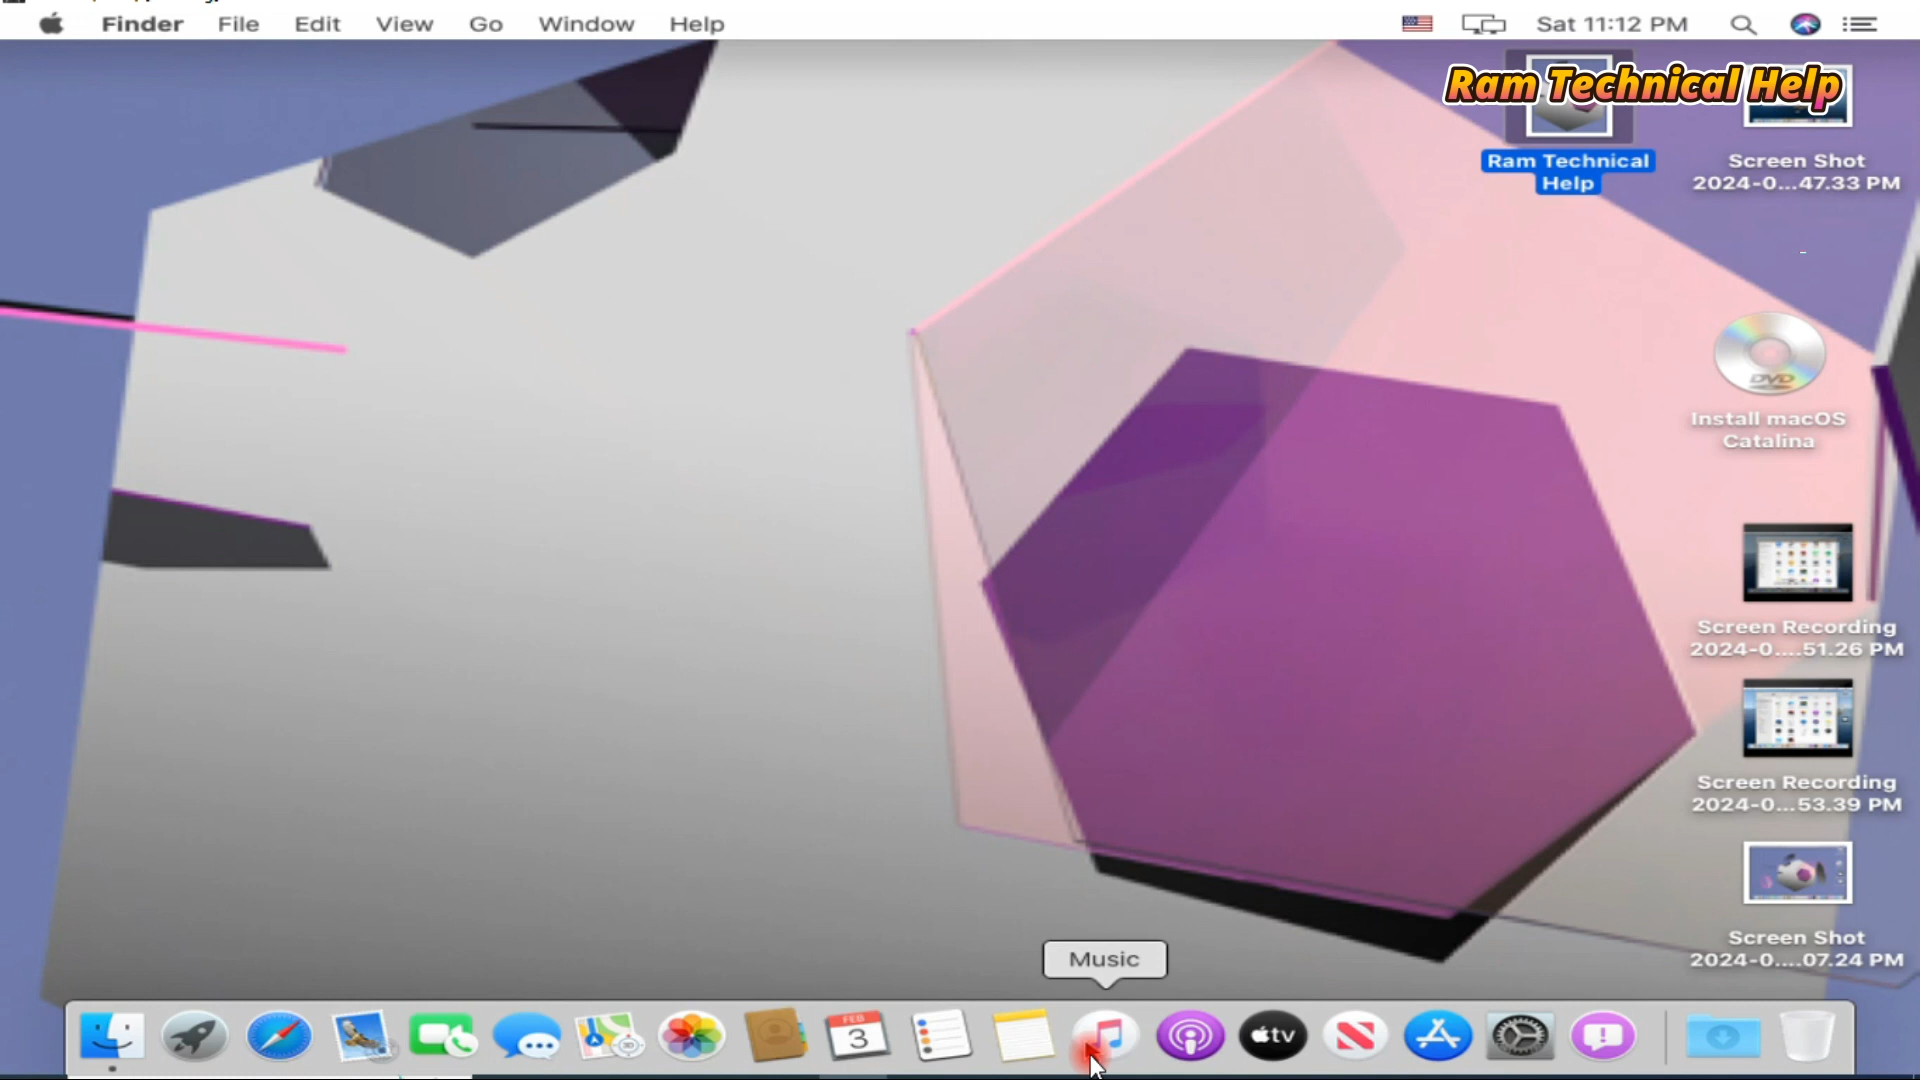 Finder File Edit View Go Window Help
Sat 11:12 PM
Ram Technical Help
Ram Technical
Help
Screen Shot
2024-0...47.33 PM
DVD
Install macOS
Catalina
Screen Recording
2024-0....51.26 PM
Screen Recording
2024-0...53.39 PM
Screen Shot
2024-0....07.24 PM
Music
FEB
3
3D
tv